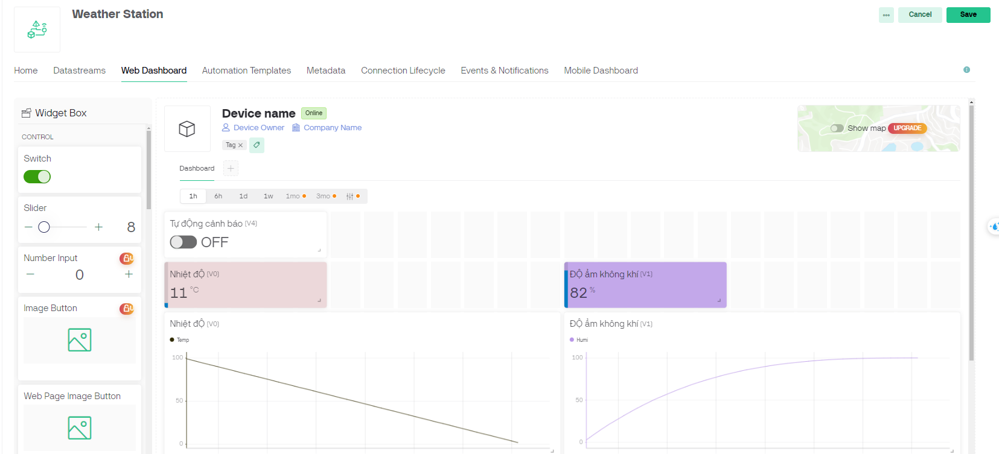 Weather Station
Cancel
Save
Home Datastreams Web Dashboard Automation Templates Metadata Connection Lifecycle Events & Notifications Mobile Dashboard
Widget Box
CONTROL
Switch
Slider
8
Number Input
0
Image Button
Web Page Image Button
Device name Online
Device Owner Company Name
Tag
Show map UPGRADE
Dashboard
1h 6h 1d 1w 1mo 3mo
Tự động cảnh báo (V4)
OFF
Nhiệt độ (V0)
11 °C
Độ ẩm không khí (V1)
82 %
Nhiệt độ (V0)
Temp
100
50
0
Độ ẩm không khí (V1)
Humi
100
50
0